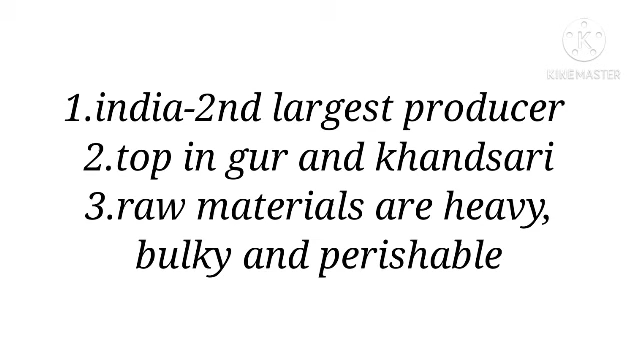 KINEMASTER
1.india-2nd largest producer
2.top in gur and khandsari
3.raw materials are heavy,
bulky and perishable